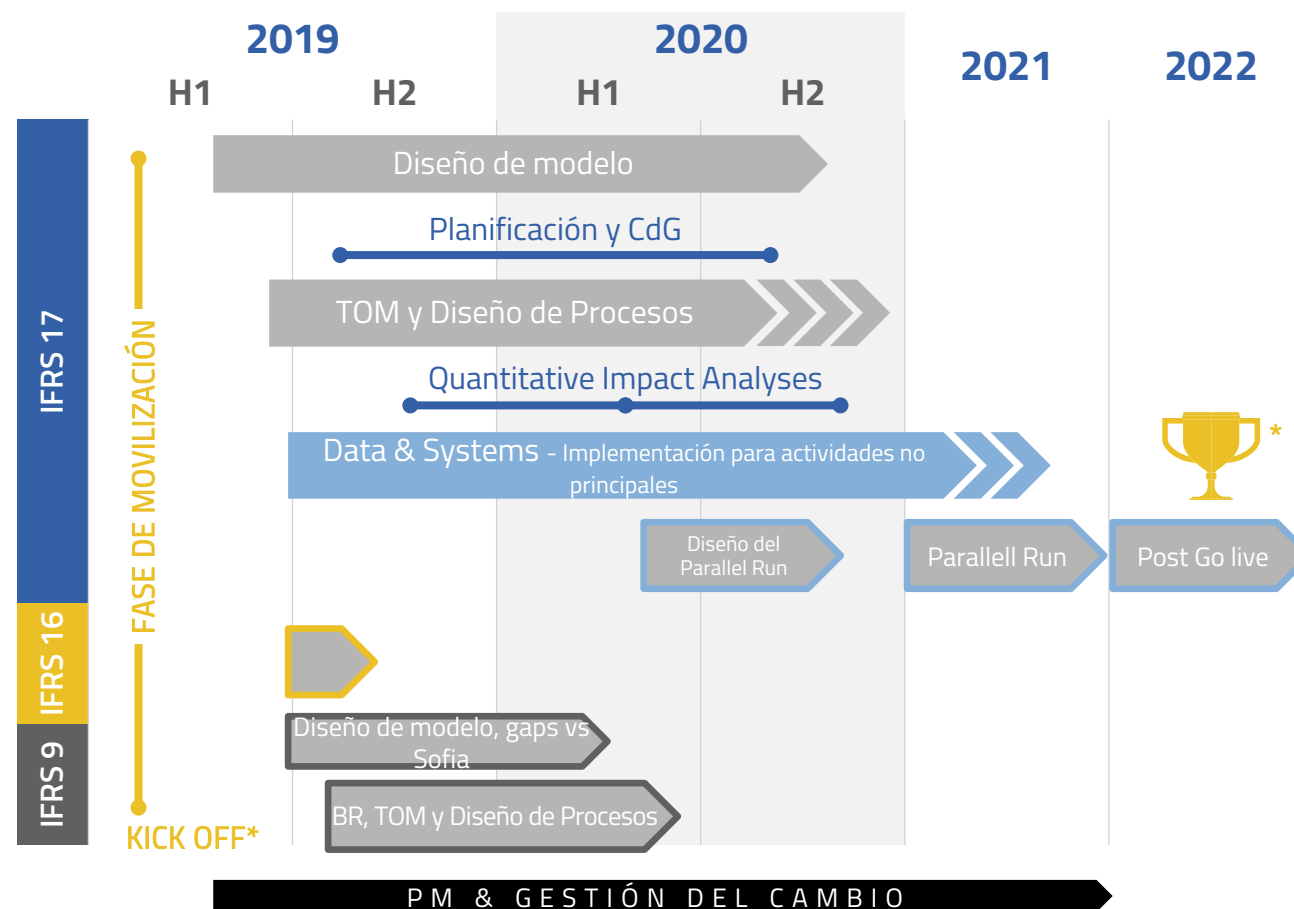 2019
2020
2021
2022
H1
H2
H1
H2
IFRS 17
IFRS 16
IFRS 9
FASE DE MOVILIZACIÓN
KICK OFF*
Diseño de modelo
Planificación y CdG
TOM y Diseño de Procesos
Quantitative Impact Analyses
Data & Systems - Implementación para actividades no
principales
*
Diseño del
Parallel Run
Parallell Run
Post Go live
Diseño de modelo, gaps vs
Sofia
BR, TOM y Diseño de Procesos
PM & GESTIÓN DEL CAMBIO